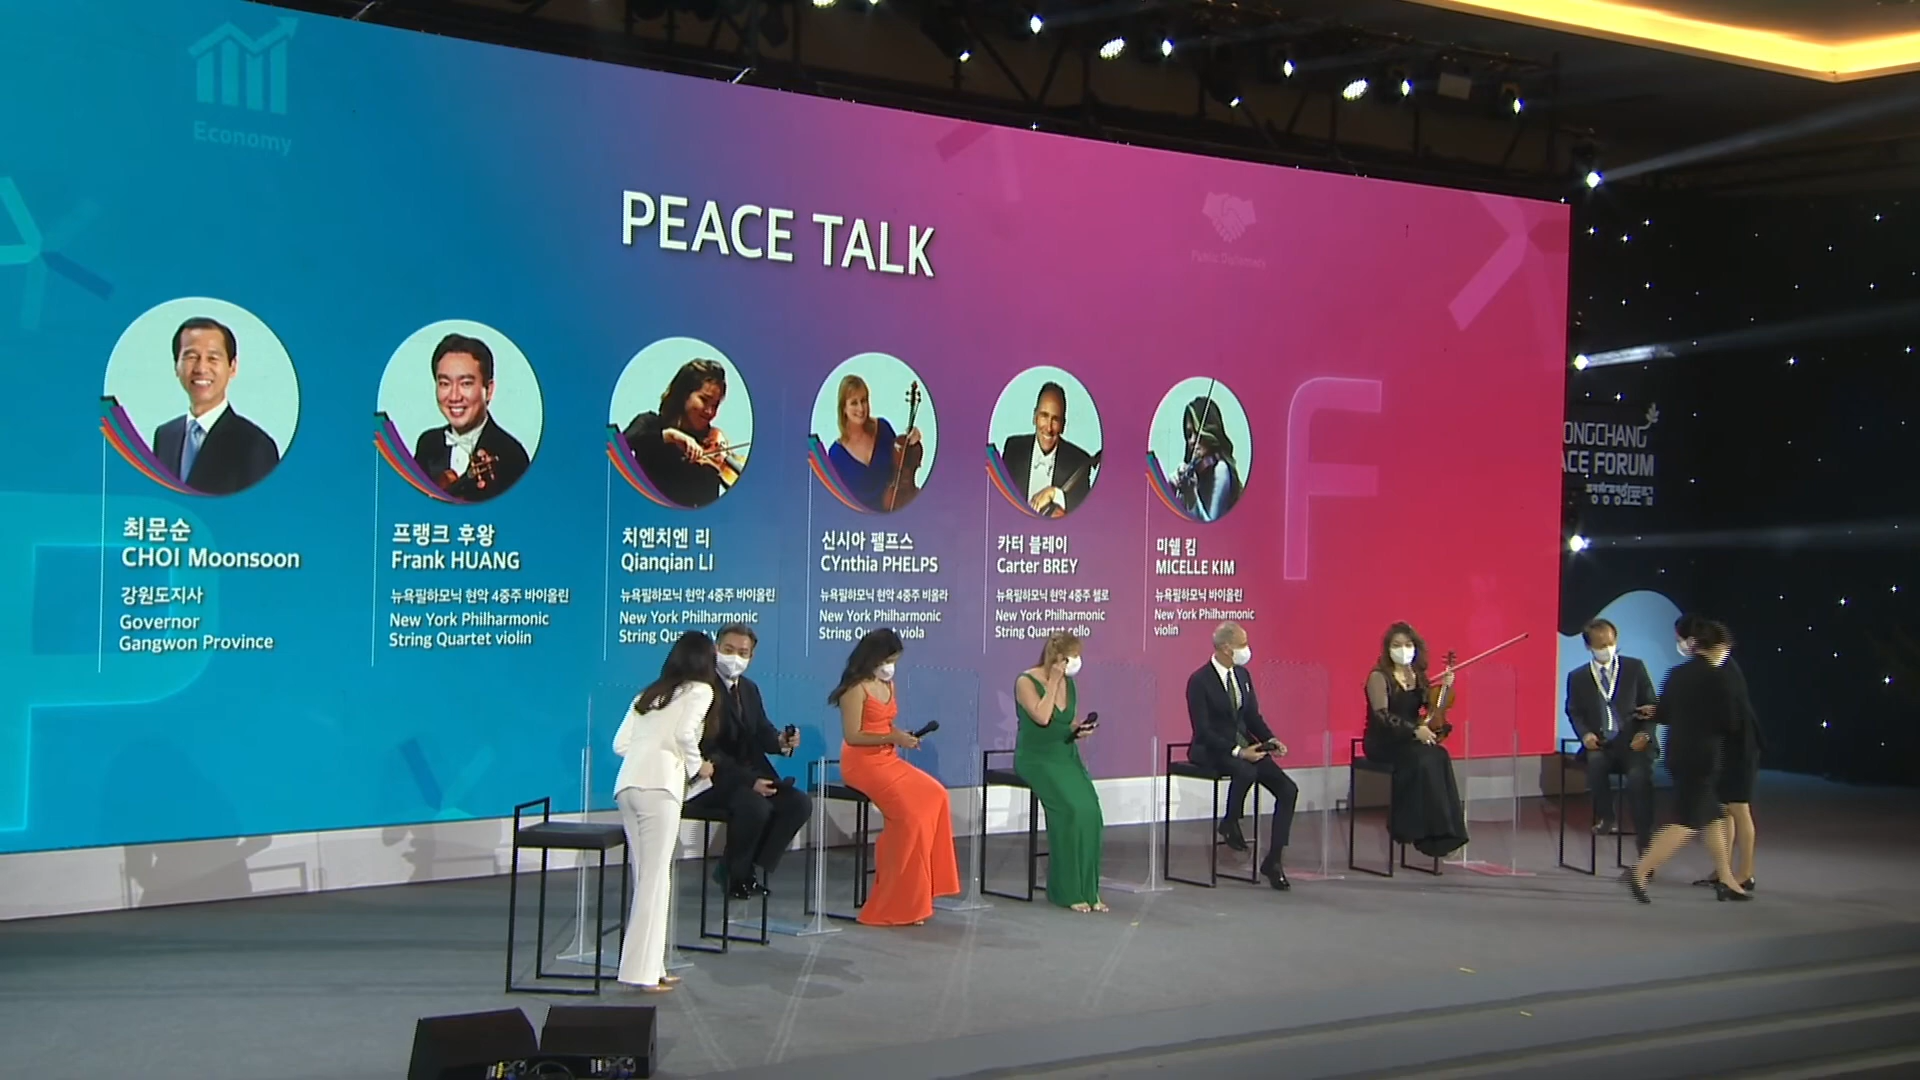 Economy
PEACE TALK
Public Diplomacy
최문순
CHOI Moonsoon
강원도지사
Governor
Gangwon Province
프랭크 후왕
Frank HUANG
뉴욕필하모닉 현악 4중주 바이올린
New York Philharmonic
String Quartet violin
치엔치엔 리
Qianqian LI
뉴욕필하모닉 현악 4중주 바이올린
New York Philharmonic
String
신시아 펠프스
CYnthia PHELPS
뉴욕필하모닉 현악 4중주 비올라
New York Philharmonic
String Quartet viola
카터 블레이
Carter BREY
뉴욕필하모닉 현악 4중주 첼로
New York Philharmonic
String Quartet cello
미쉘 킴
MICELLE KIM
뉴욕필하모닉 바이올린
New York Philharmonic
violin
F
P
ONGCHANG
ACE FORUM